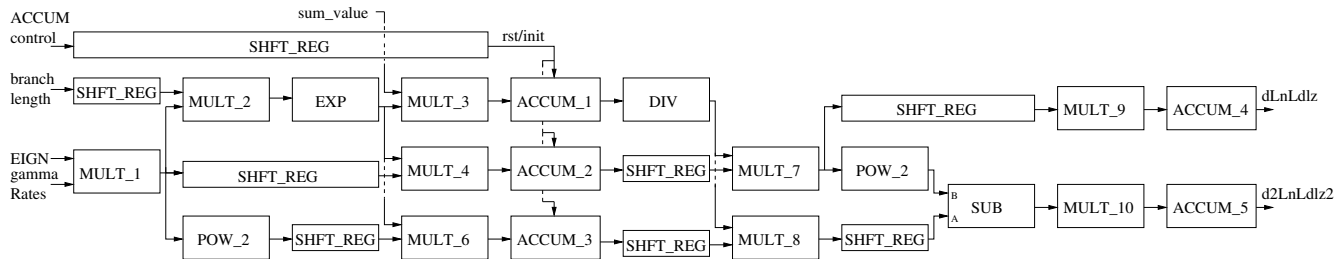 ACCUM
control
sum_value
rst/init
SHFT_REG
branch
length
SHFT_REG
MULT_2
EXP
MULT_3
ACCUM_1
DIV
SHFT_REG
MULT_9
ACCUM_4
dLnLdlz
EIGN
gamma
Rates
MULT_1
SHFT_REG
MULT_4
ACCUM_2
SHFT_REG
MULT_7
POW_2
B
A
SUB
MULT_10
ACCUM_5
d2LnLdlz2
POW_2
SHFT_REG
MULT_6
ACCUM_3
SHFT_REG
MULT_8
SHFT_REG